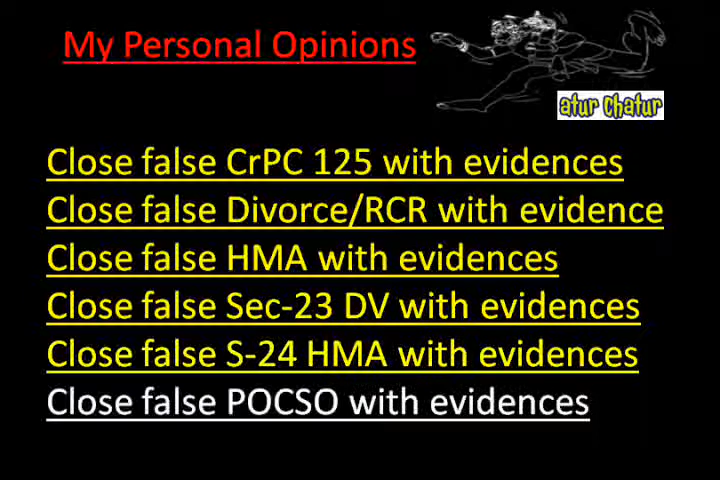 My Personal Opinions
atur Chatur
Close false CrPC 125 with evidences
Close false Divorce/RCR with evidence
Close false HMA with evidences
Close false Sec-23 DV with evidences
Close false S-24 HMA with evidences
Close false POCSO with evidences